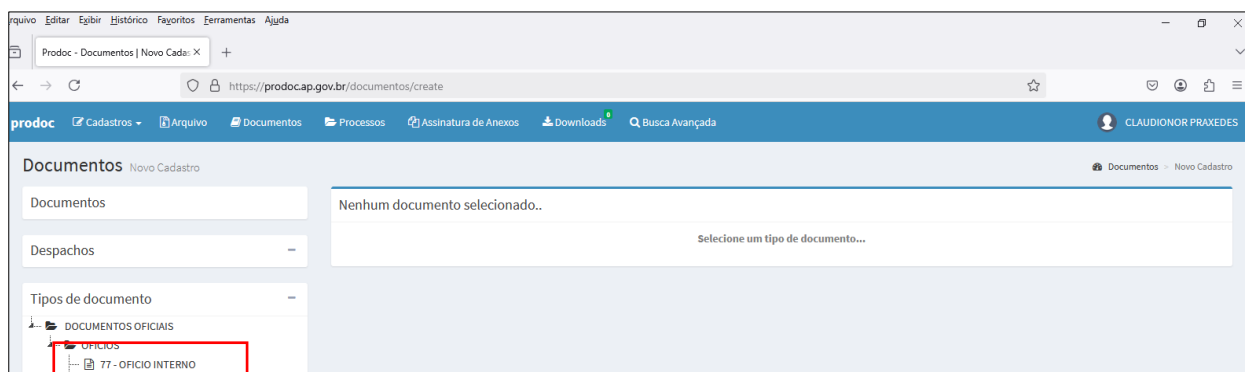 rquivo Editar Exibir Histórico Favoritos Ferramentas Ajuda
Prodoc - Documentos | Novo Cadas
https://prodoc.ap.gov.br/documentos/create
prodoc Cadastros Arquivo Documentos Processos Assinatura de Anexos Downloads 0 Busca Avançada CLAUDIONOR PRAXEDES
Documentos Novo Cadastro Documentos > Novo Cadastro
Documentos
Nenhum documento selecionado..
Selecione um tipo de documento...
Despachos
Tipos de documento
DOCUMENTOS OFICIAIS
OFICIOS
77 - OFICIO INTERNO